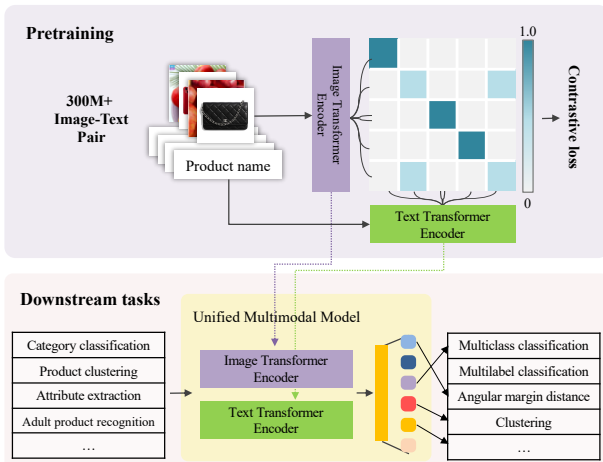 Pretraining
300M+
Image-Text
Pair
Product name
Image Transformer
Encoder
1.0
0
Contrastive loss
Text Transformer
Encoder
Downstream tasks
Category classification
Product clustering
Attribute extraction
Adult product recognition
…
Unified Multimodal Model
Image Transformer
Encoder
Text Transformer
Encoder
Multiclass classification
Multilabel classification
Angular margin distance
Clustering
…